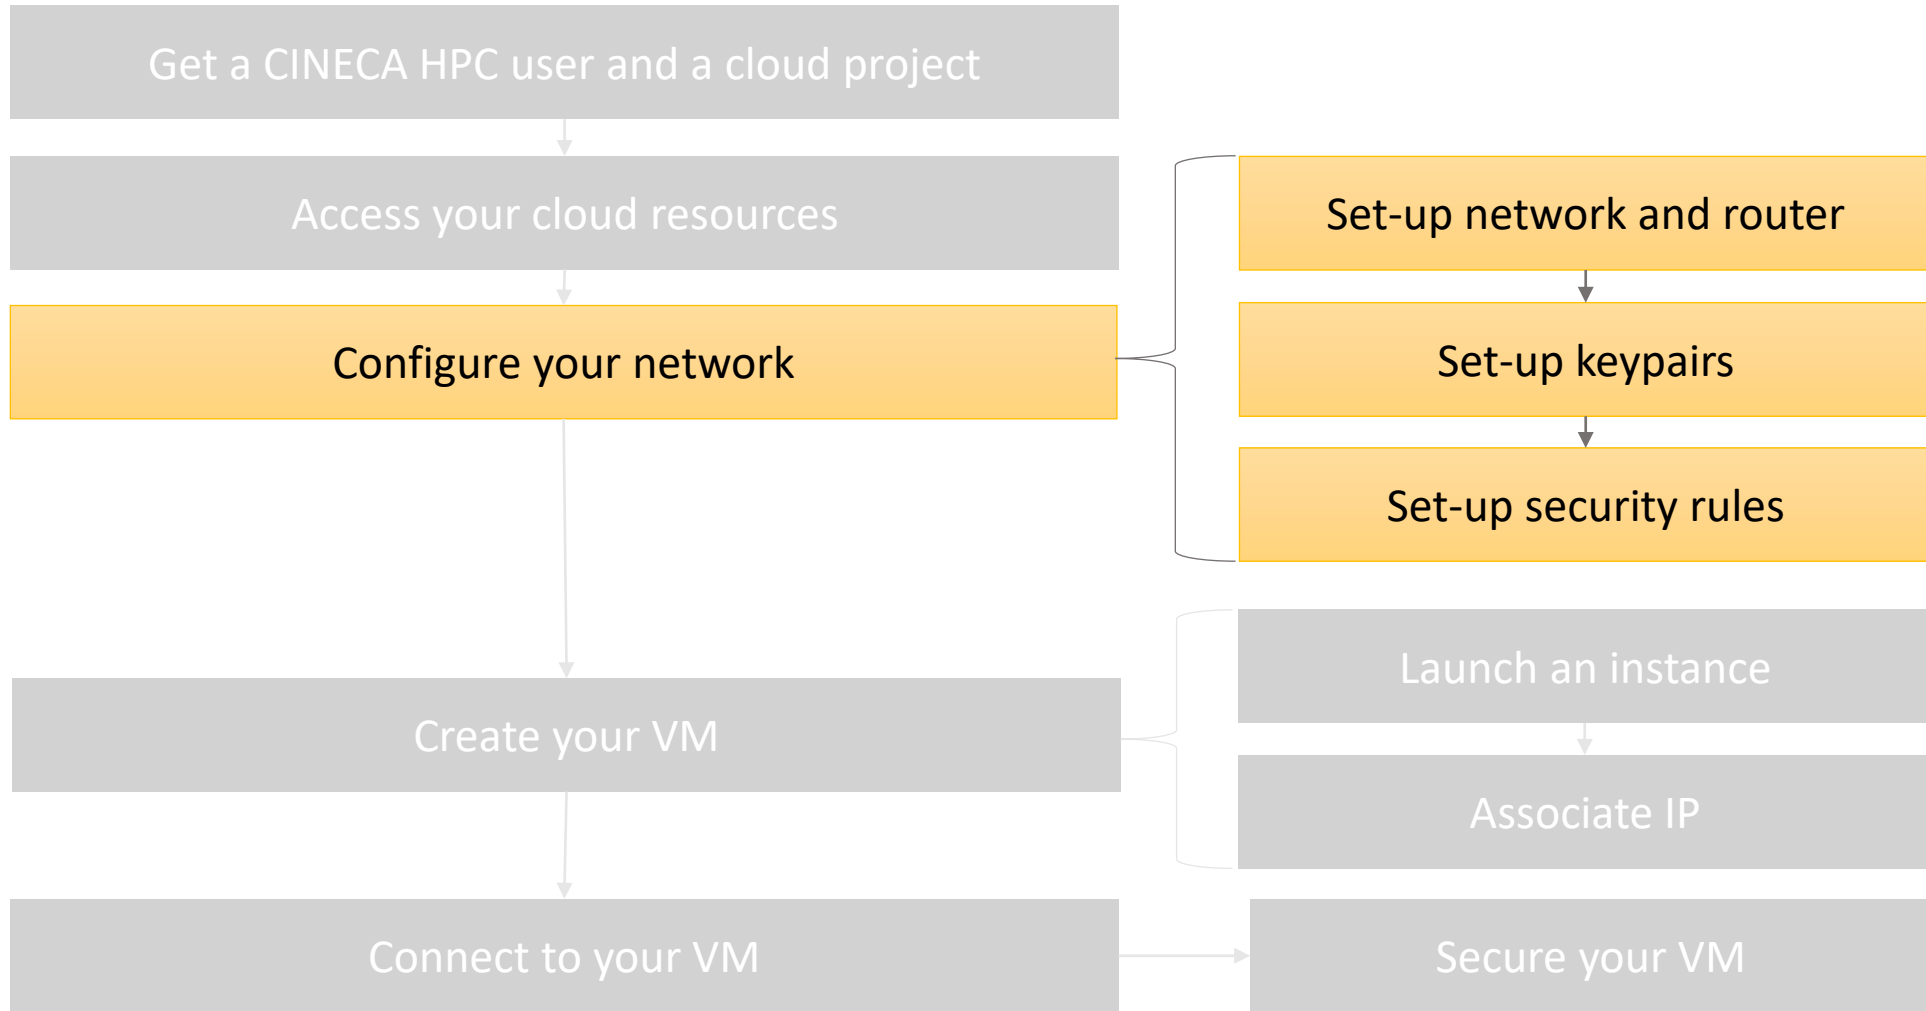 Get a CINECA HPC user and a cloud project
Access your cloud resources
Configure your network
Set-up network and router
Set-up keypairs
Set-up security rules
Create your VM
Launch an instance
Associate IP
Connect to your VM
Secure your VM